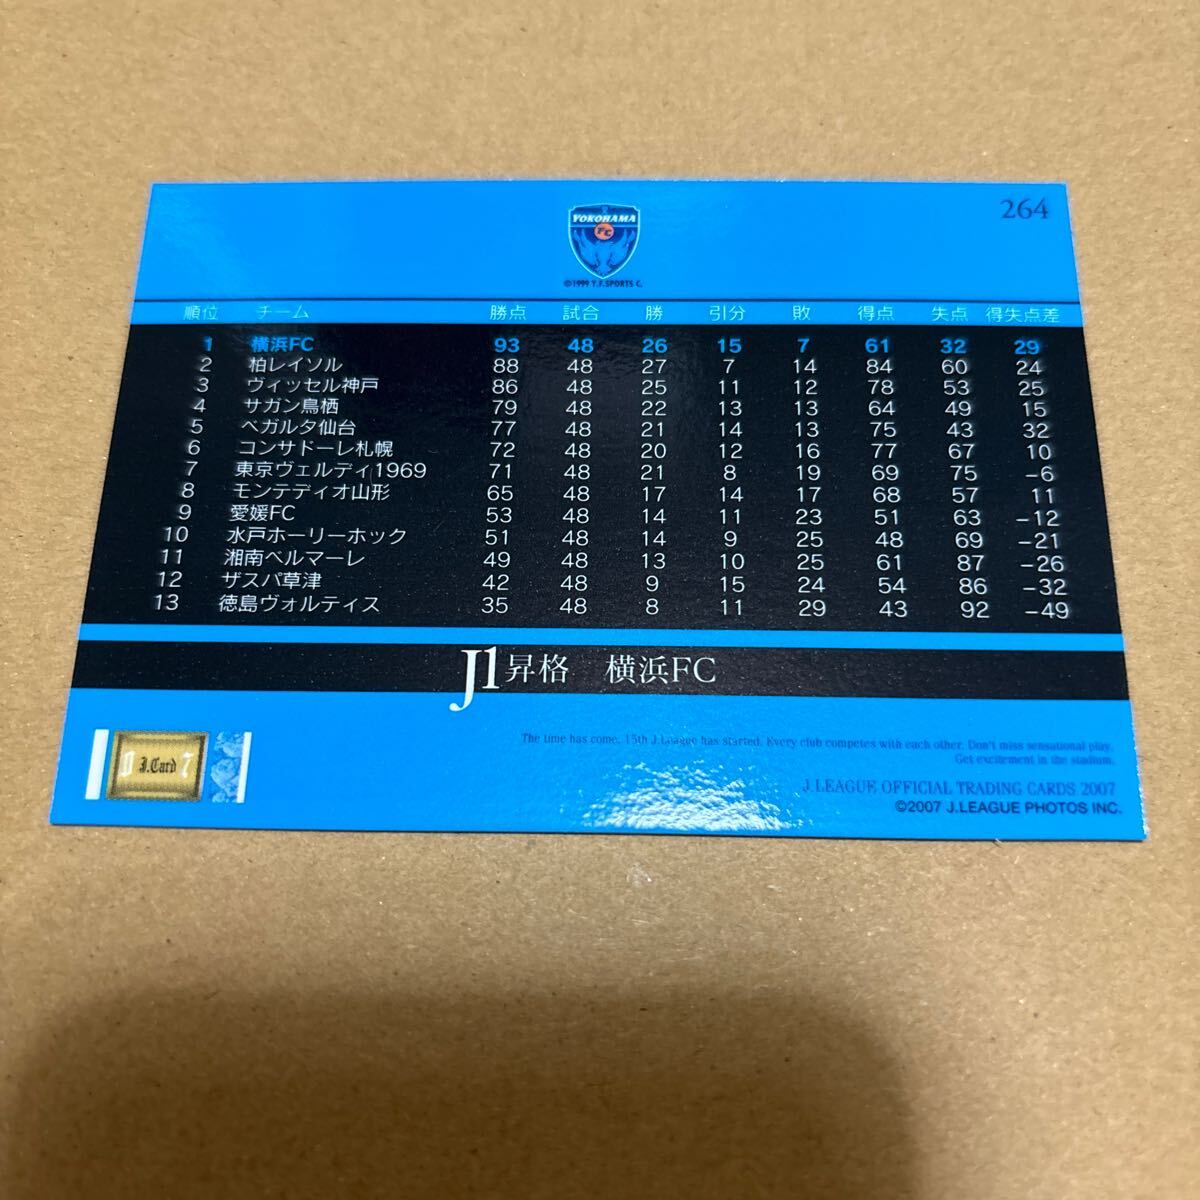 264
YOKOHAMA
FC
©1999 Y.F.SPORTS C.
順位 チーム 勝点 試合 勝 引分 敗 得点 失点 得失点差
1 横浜FC 93 48 26 15 7 61 32 29
2 柏レイソル 88 48 27 7 14 84 60 24
3 ヴィッセル神戸 86 48 25 11 12 78 53 25
4 サガン鳥栖 79 48 22 13 13 64 49 15
5 ベガルタ仙台 77 48 21 14 13 75 43 32
6 コンサドーレ札幌 72 48 20 12 16 77 67 10
7 東京ヴェルディ1969 71 48 21 8 19 69 75 -6
8 モンテディオ山形 65 48 17 14 17 68 57 11
9 愛媛FC 53 48 14 11 23 51 63 -12
10 水戸ホーリーホック 51 48 14 9 25 48 69 -21
11 湘南ベルマーレ 49 48 13 10 25 61 87 -26
12 ザスパ草津 42 48 9 15 24 54 86 -32
13 徳島ヴォルティス 35 48 8 11 29 43 92 -49
J1昇格 横浜FC
The time has come. 15th J.League has started. Every club competes with each other. Don't miss sensational play.
Get excitement in the stadium.
0 J.Card 7
J.LEAGUE OFFICIAL TRADING CARDS 2007
©2007 J.LEAGUE PHOTOS INC.